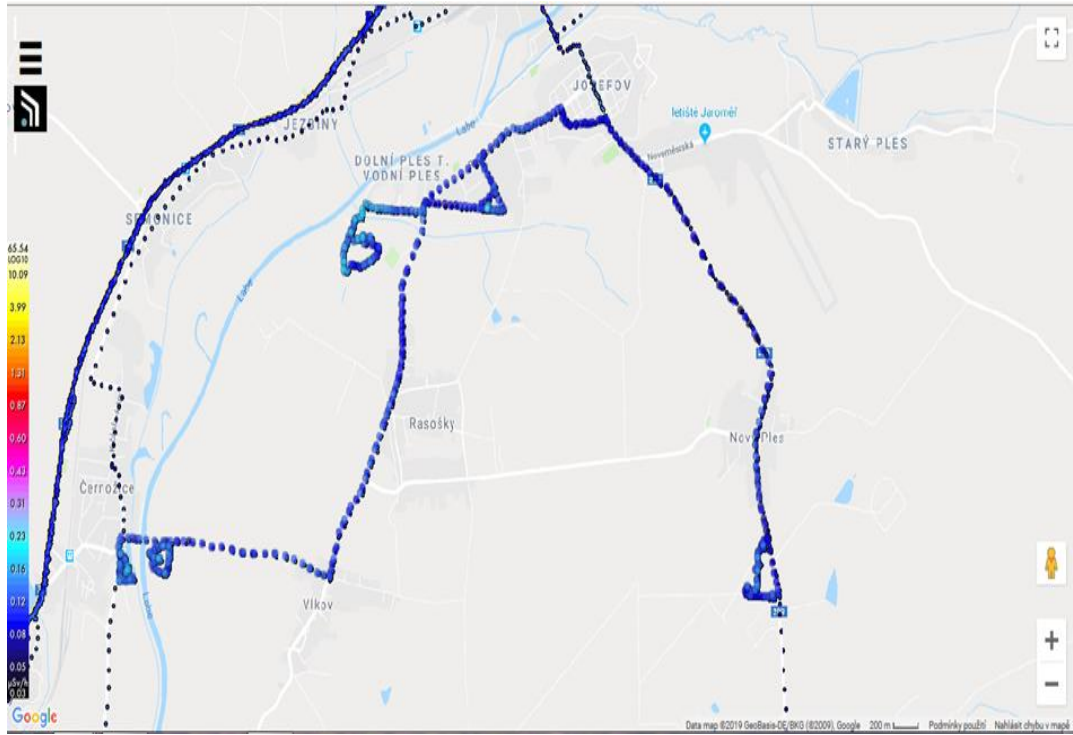 JOSEFOV
letiště Jaroměř
JEZBINY
Labe
Novoměstská
STARÝ PLES
DOLNÍ PLES T.
VODNÍ PLES
SEMONICE
65.54
LOG10
10.09
3.99
2.13
1.31
0.87
0.60
0.43
0.31
0.23
0.16
0.12
0.08
0.05
µSv/h
0.03
Labe
Rasošky
Nový Ples
Černožice
Labe
Vlkov
+
−
Google
Data map ©2019 GeoBasis-DE/BKG (©2009), Google 200 m Podmínky použití Nahlásit chybu v mapě